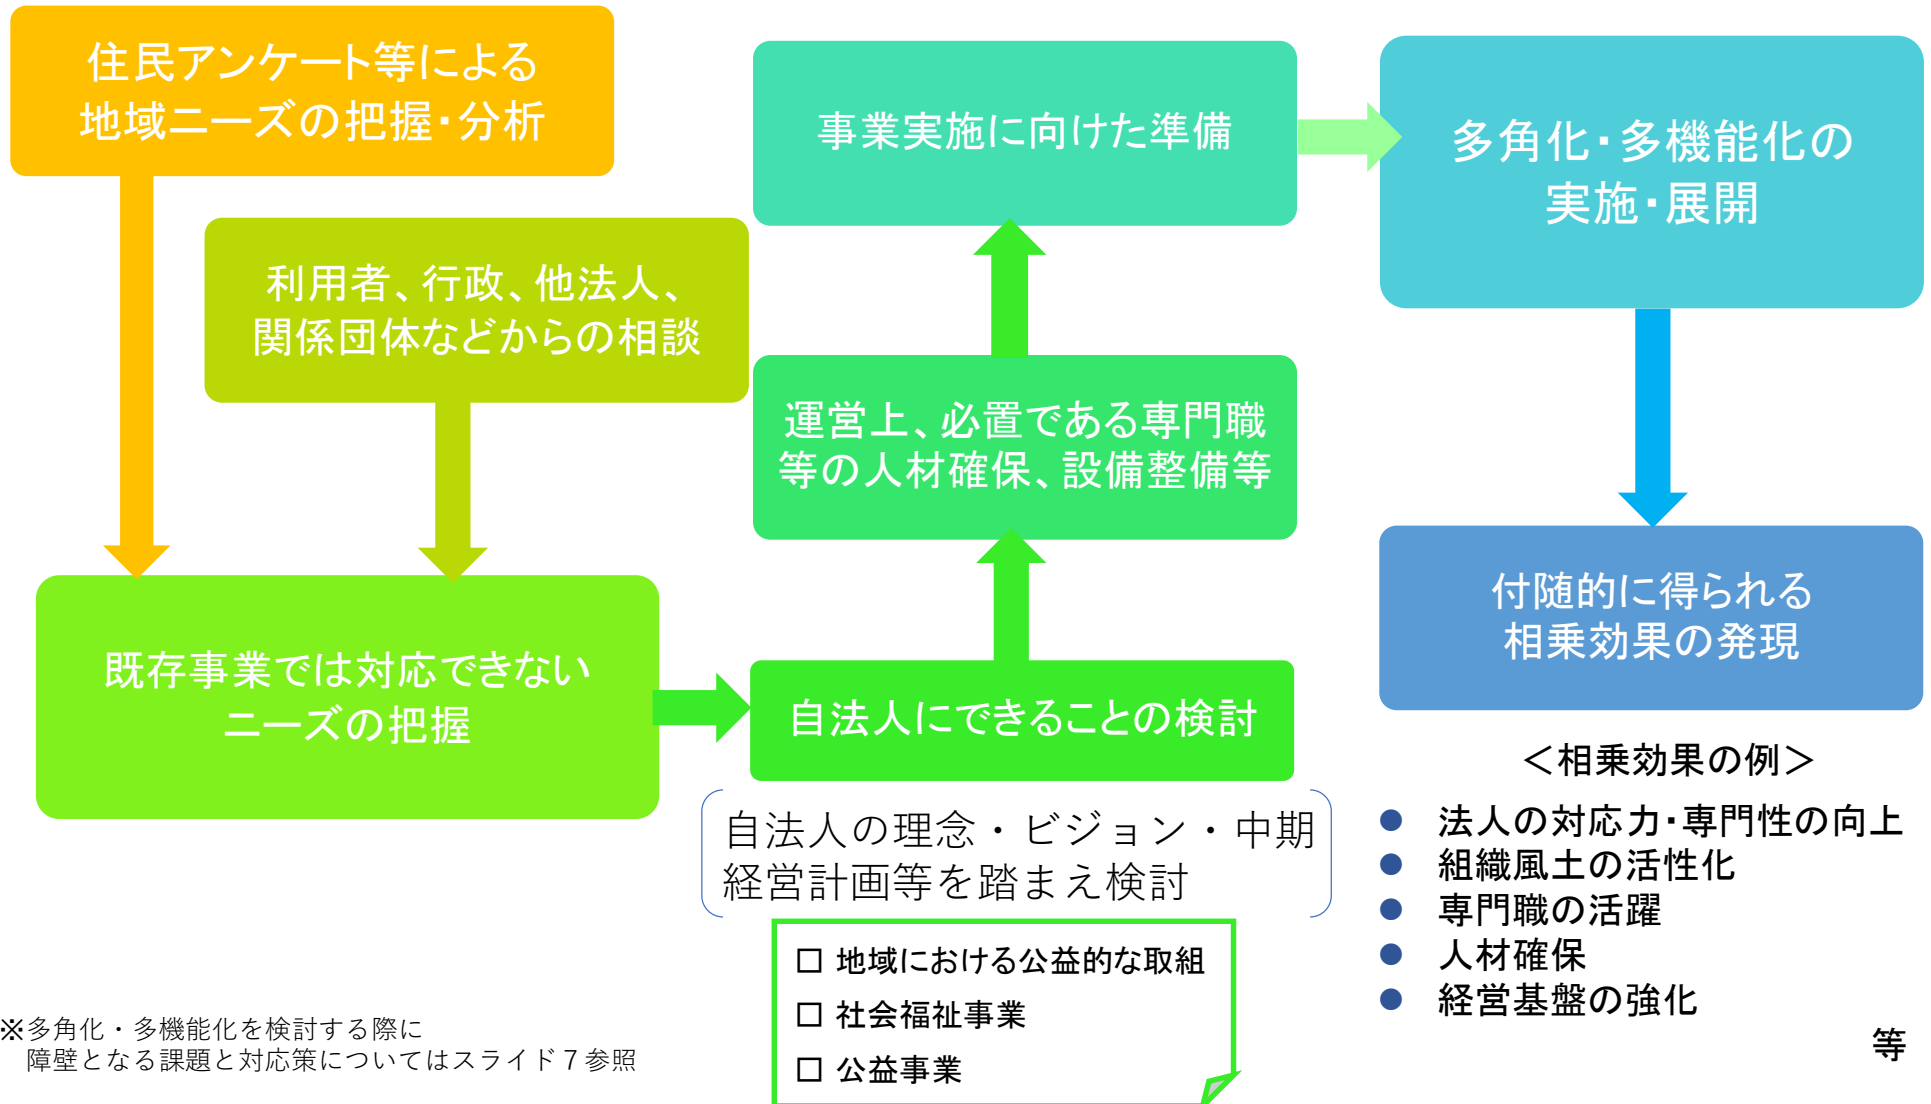 住民アンケート等による
地域ニーズの把握・分析
利用者、行政、他法人、
関係団体などからの相談
既存事業では対応できない
ニーズの把握
自法人にできることの検討
自法人の理念・ビジョン・中期
経営計画等を踏まえ検討
□ 地域における公益的な取組
□ 社会福祉事業
□ 公益事業
運営上、必置である専門職
等の人材確保、設備整備等
事業実施に向けた準備
多角化・多機能化の
実施・展開
付随的に得られる
相乗効果の発現
＜相乗効果の例＞
● 法人の対応力・専門性の向上
● 組織風土の活性化
● 専門職の活躍
● 人材確保
● 経営基盤の強化
等
※多角化・多機能化を検討する際に
障壁となる課題と対応策についてはスライド７参照